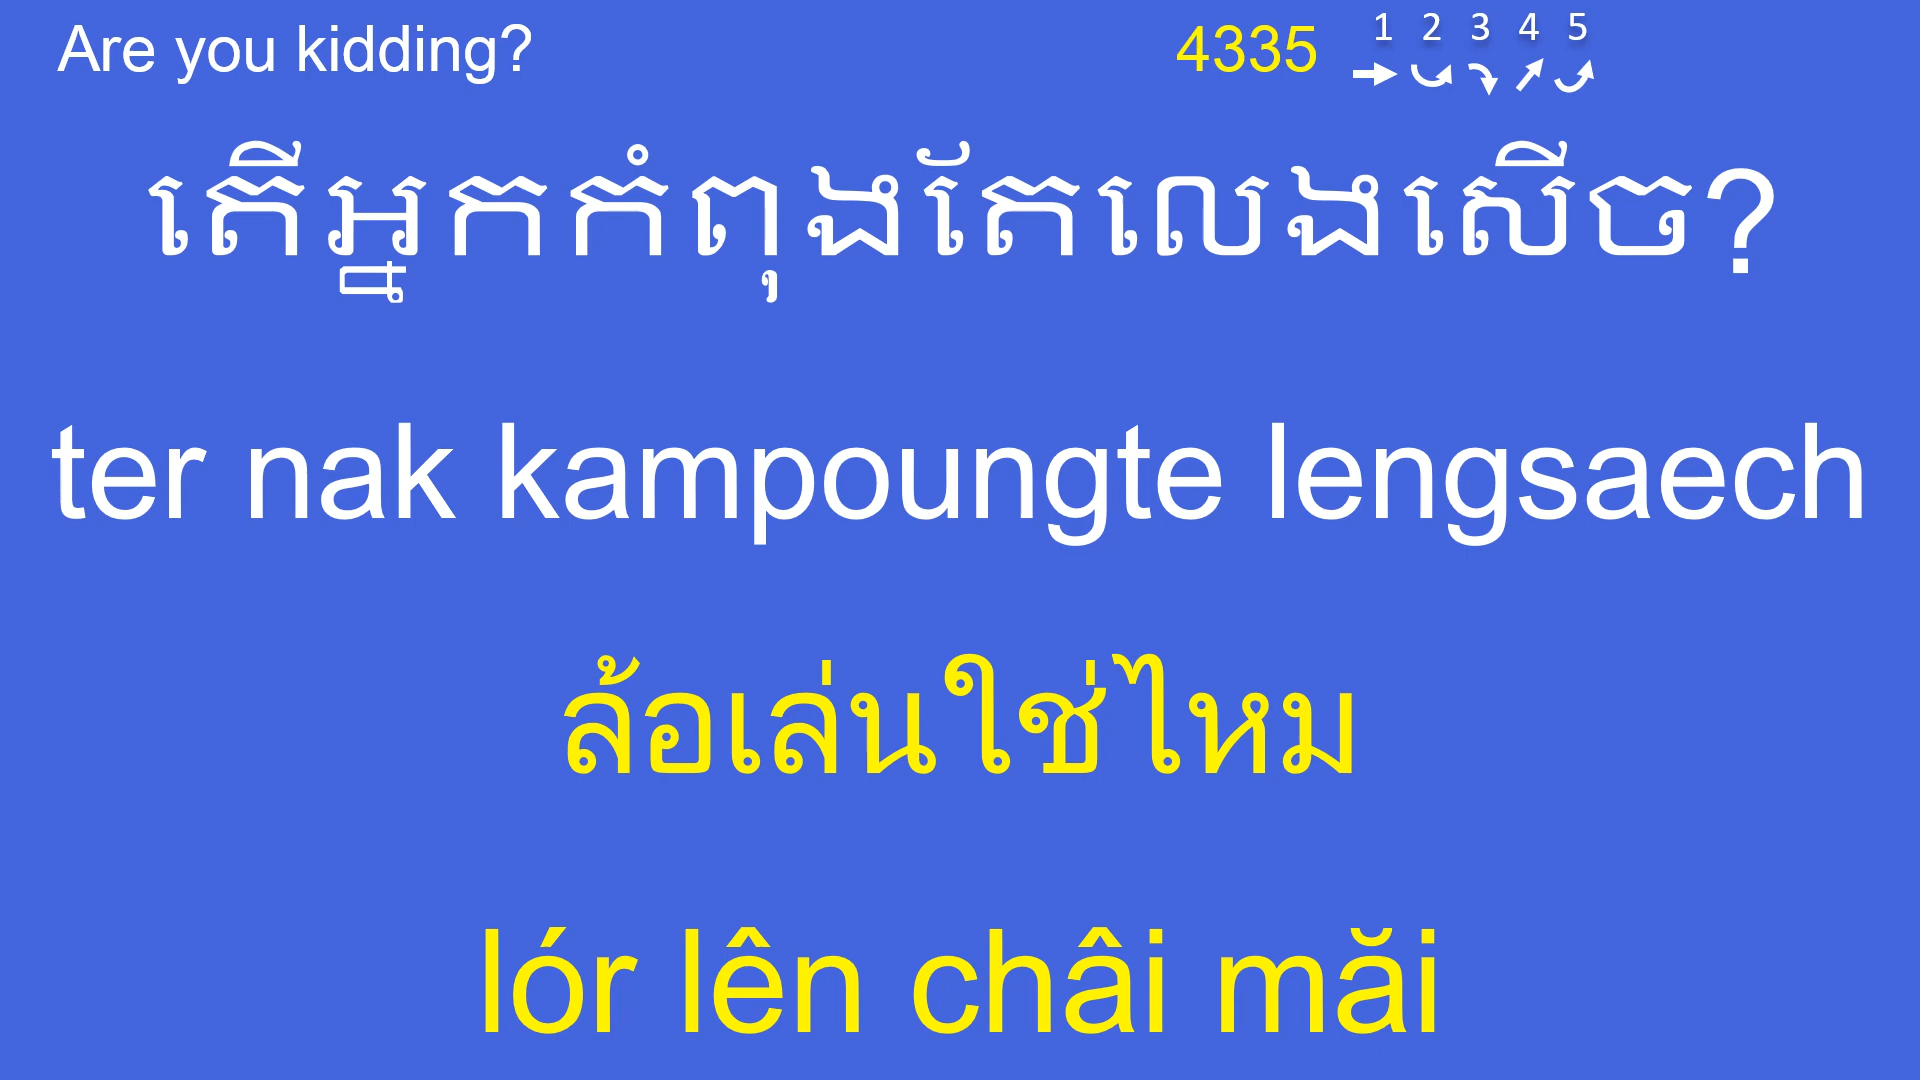 Are you kidding? 4335 1 2 3 4 5
តើអ្នកកំពុងតែលេងសើច?
ter nak kampoungte lengsaech
ล้อเล่นใช่ไหม
lór lên châi măi